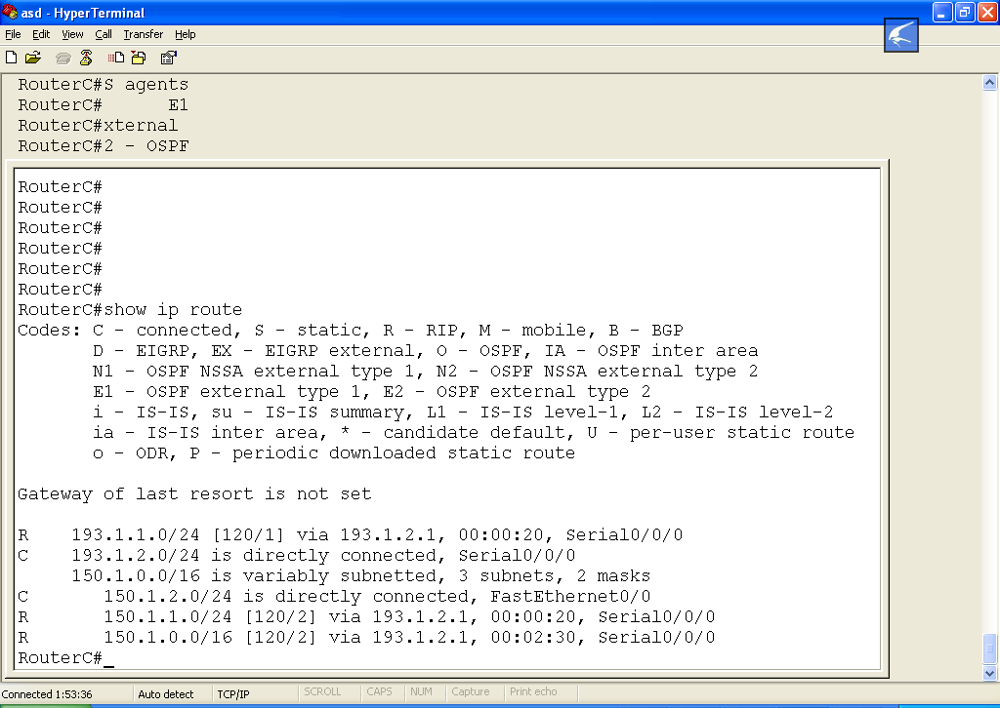 asd - HyperTerminal
File Edit View Call Transfer Help
RouterC#S agents
RouterC#      E1
RouterC#xternal
RouterC#2 - OSPF
RouterC#
RouterC#
RouterC#
RouterC#
RouterC#
RouterC#
RouterC#show ip route
Codes: C - connected, S - static, R - RIP, M - mobile, B - BGP
       D - EIGRP, EX - EIGRP external, O - OSPF, IA - OSPF inter area
       N1 - OSPF NSSA external type 1, N2 - OSPF NSSA external type 2
       E1 - OSPF external type 1, E2 - OSPF external type 2
       i - IS-IS, su - IS-IS summary, L1 - IS-IS level-1, L2 - IS-IS level-2
       ia - IS-IS inter area, * - candidate default, U - per-user static route
       o - ODR, P - periodic downloaded static route
Gateway of last resort is not set
R    193.1.1.0/24 [120/1] via 193.1.2.1, 00:00:20, Serial0/0/0
C    193.1.2.0/24 is directly connected, Serial0/0/0
     150.1.0.0/16 is variably subnetted, 3 subnets, 2 masks
C       150.1.2.0/24 is directly connected, FastEthernet0/0
R       150.1.1.0/24 [120/2] via 193.1.2.1, 00:00:20, Serial0/0/0
R       150.1.0.0/16 [120/2] via 193.1.2.1, 00:02:30, Serial0/0/0
RouterC#_
Connected 1:53:36 Auto detect TCP/IP SCROLL CAPS NUM Capture Print echo